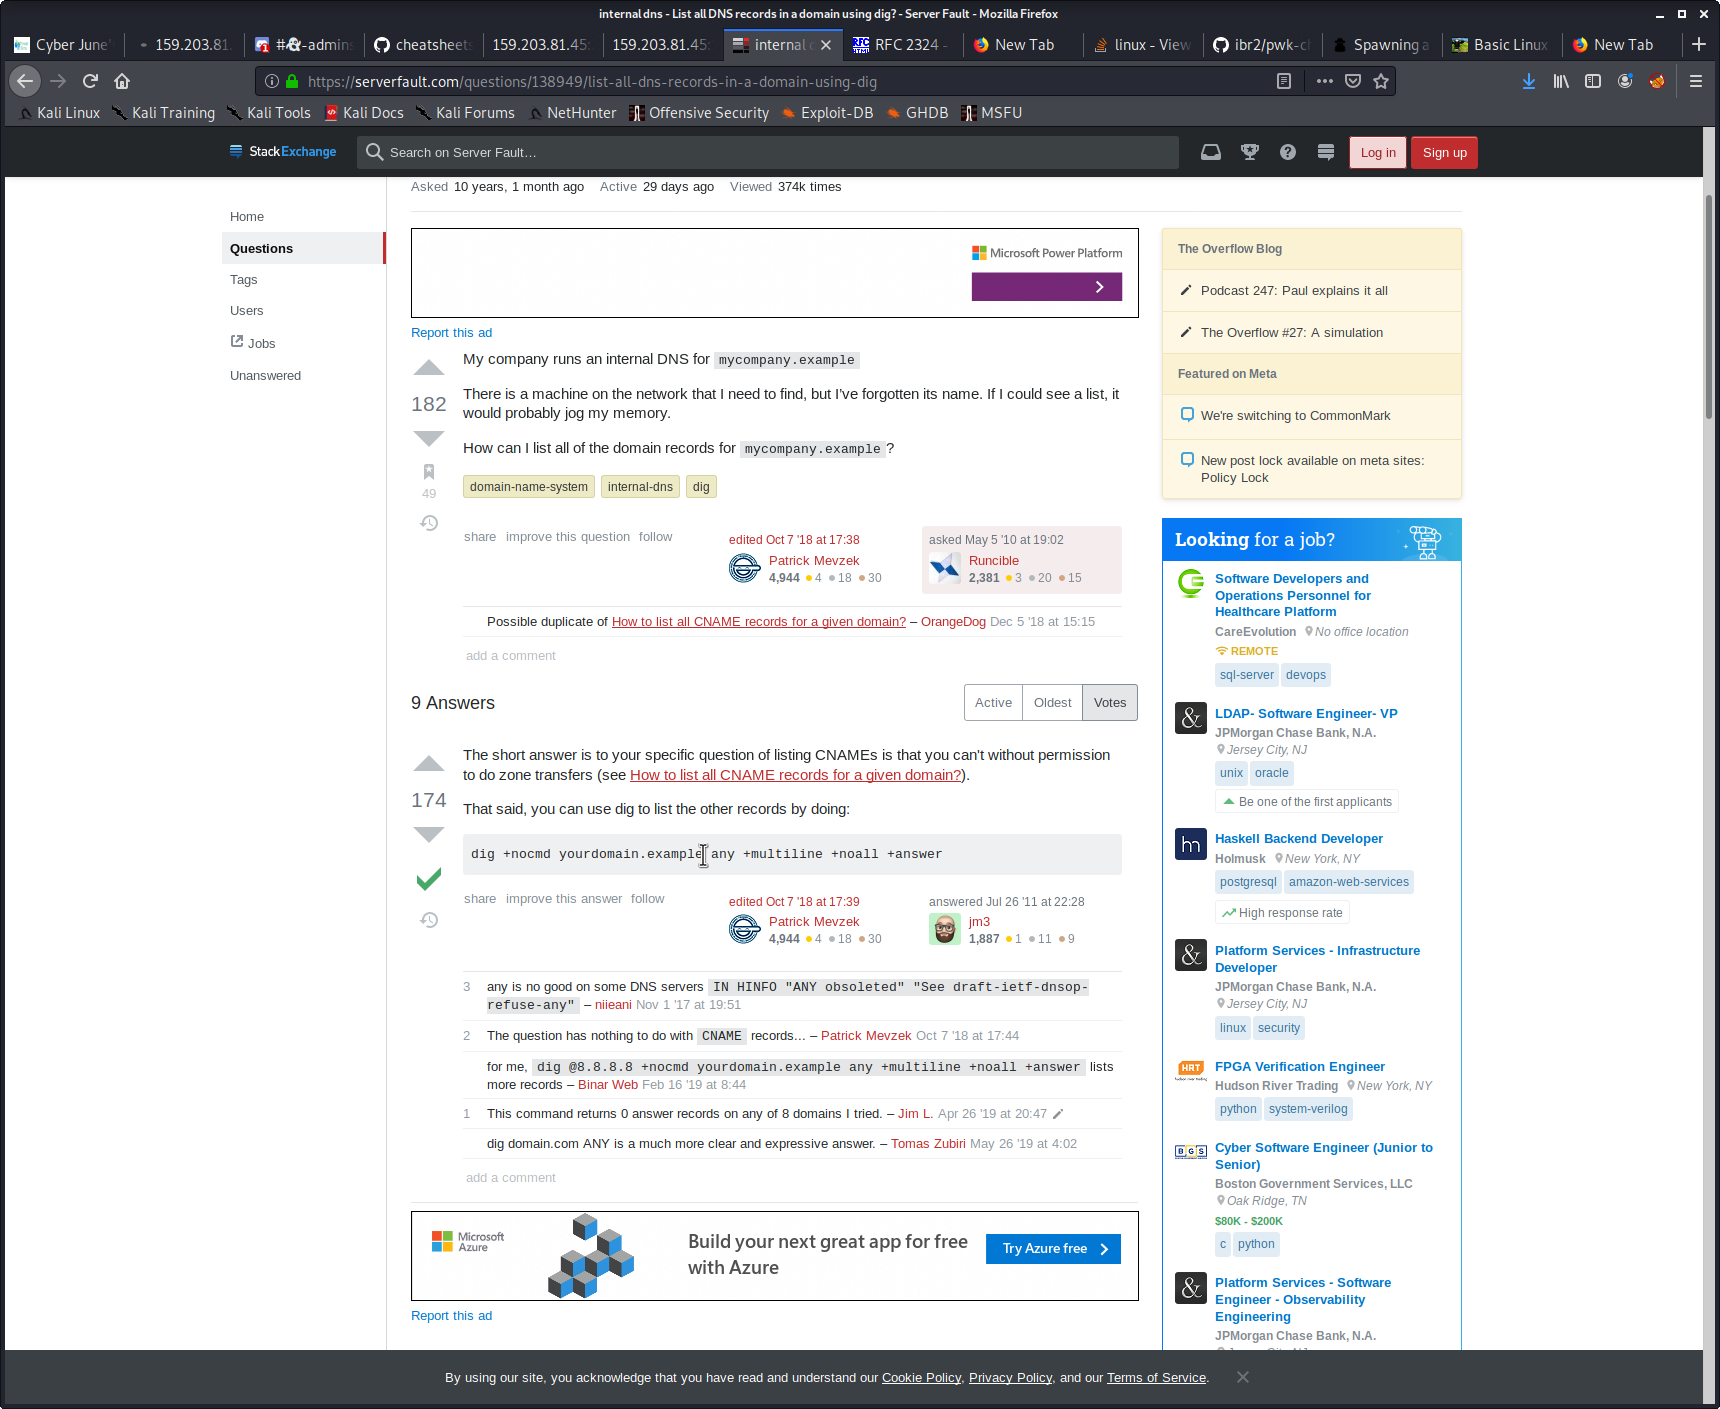 internal dns - List all DNS records in a domain using dig? - Server Fault - Mozilla Firefox
Cyber June'
159.203.81.
-admins
cheatsheets
159.203.81.45:
159.203.81.45:
internal
RFC 2324 -
New Tab
linux - View
ibr2/pwk-c
Spawning a
Basic Linux
New Tab
https://serverfault.com/questions/138949/list-all-dns-records-in-a-domain-using-dig
Kali Linux
Kali Training
Kali Tools
Kali Docs
Kali Forums
NetHunter
Offensive Security
Exploit-DB
GHDB
MSFU
StackExchange
Search on Server Fault…
Log in
Sign up
Asked 10 years, 1 month ago Active 29 days ago Viewed 374k times
Home
Questions
Tags
Users
Jobs
Unanswered
Microsoft Power Platform
Report this ad
My company runs an internal DNS for mycompany.example
There is a machine on the network that I need to find, but I've forgotten its name. If I could see a list, it
would probably jog my memory.
How can I list all of the domain records for mycompany.example ?
182
49
domain-name-system internal-dns dig
share improve this question follow
edited Oct 7 '18 at 17:38
Patrick Mevzek
4,944 4 18 30
asked May 5 '10 at 19:02
Runcible
2,381 3 20 15
Possible duplicate of How to list all CNAME records for a given domain? – OrangeDog Dec 5 '18 at 15:15
add a comment
9 Answers
Active Oldest Votes
The short answer is to your specific question of listing CNAMEs is that you can't without permission
to do zone transfers (see How to list all CNAME records for a given domain?).
174
That said, you can use dig to list the other records by doing:
dig +nocmd yourdomain.example any +multiline +noall +answer
share improve this answer follow
edited Oct 7 '18 at 17:39
Patrick Mevzek
4,944 4 18 30
answered Jul 26 '11 at 22:28
jm3
1,887 1 11 9
3 any is no good on some DNS servers IN HINFO "ANY obsoleted" "See draft-ietf-dnsop-
refuse-any" – niieani Nov 1 '17 at 19:51
2 The question has nothing to do with CNAME records... – Patrick Mevzek Oct 7 '18 at 17:44
for me, dig @8.8.8.8 +nocmd yourdomain.example any +multiline +noall +answer lists
more records – Binar Web Feb 16 '19 at 8:44
1 This command returns 0 answer records on any of 8 domains I tried. – Jim L. Apr 26 '19 at 20:47
dig domain.com ANY is a much more clear and expressive answer. – Tomas Zubiri May 26 '19 at 4:02
add a comment
Microsoft
Azure
Build your next great app for free
with Azure
Try Azure free
Report this ad
The Overflow Blog
Podcast 247: Paul explains it all
The Overflow #27: A simulation
Featured on Meta
We're switching to CommonMark
New post lock available on meta sites:
Policy Lock
Looking for a job?
Software Developers and
Operations Personnel for
Healthcare Platform
CareEvolution No office location
REMOTE
sql-server devops
LDAP- Software Engineer- VP
JPMorgan Chase Bank, N.A.
Jersey City, NJ
unix oracle
Be one of the first applicants
hn
Haskell Backend Developer
Holmusk New York, NY
postgresql amazon-web-services
High response rate
Platform Services - Infrastructure
Developer
JPMorgan Chase Bank, N.A.
Jersey City, NJ
linux security
HRT
FPGA Verification Engineer
Hudson River Trading New York, NY
python system-verilog
BGS
Cyber Software Engineer (Junior to
Senior)
Boston Government Services, LLC
Oak Ridge, TN
$80K - $200K
c python
Platform Services - Software
Engineer - Observability
Engineering
JPMorgan Chase Bank, N.A.
By using our site, you acknowledge that you have read and understand our Cookie Policy, Privacy Policy, and our Terms of Service.